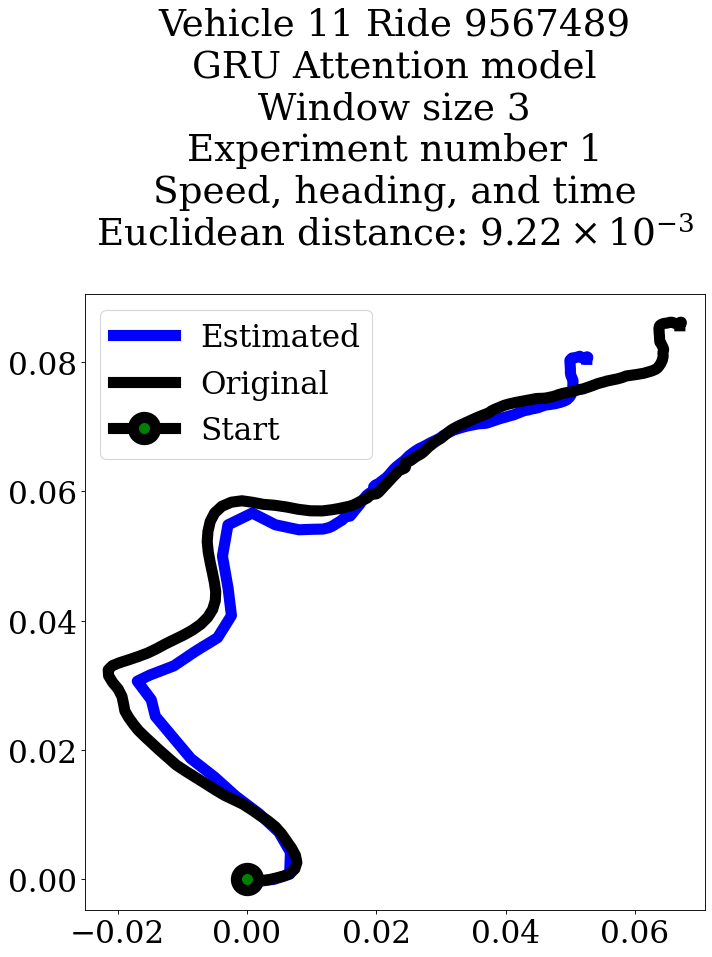 Vehicle 11 Ride 9567489
GRU Attention model
Window size 3
Experiment number 1
Speed, heading, and time
Euclidean distance: 9.22 × 10⁻³
Estimated
Original
Start
0.08
0.06
0.04
0.02
0.00
−0.02 0.00 0.02 0.04 0.06